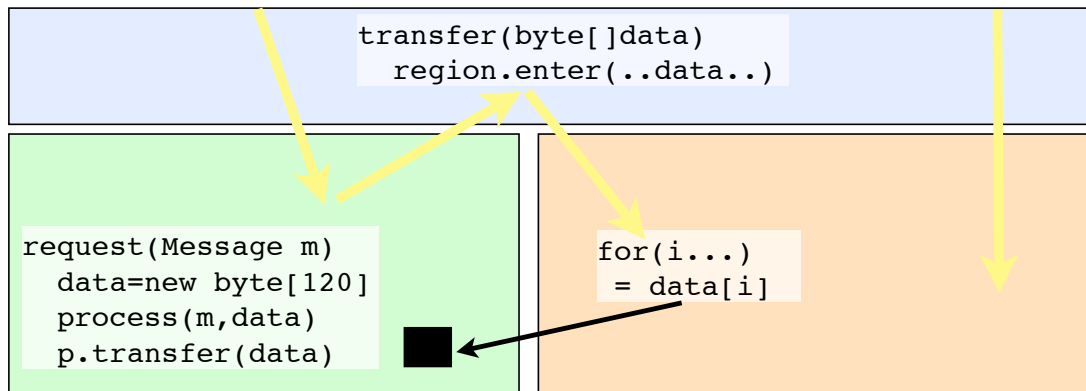 transfer(byte[]data)
region.enter(..data..)
request(Message m)
data=new byte[120]
process(m,data)
p.transfer(data)
for(i...)
= data[i]